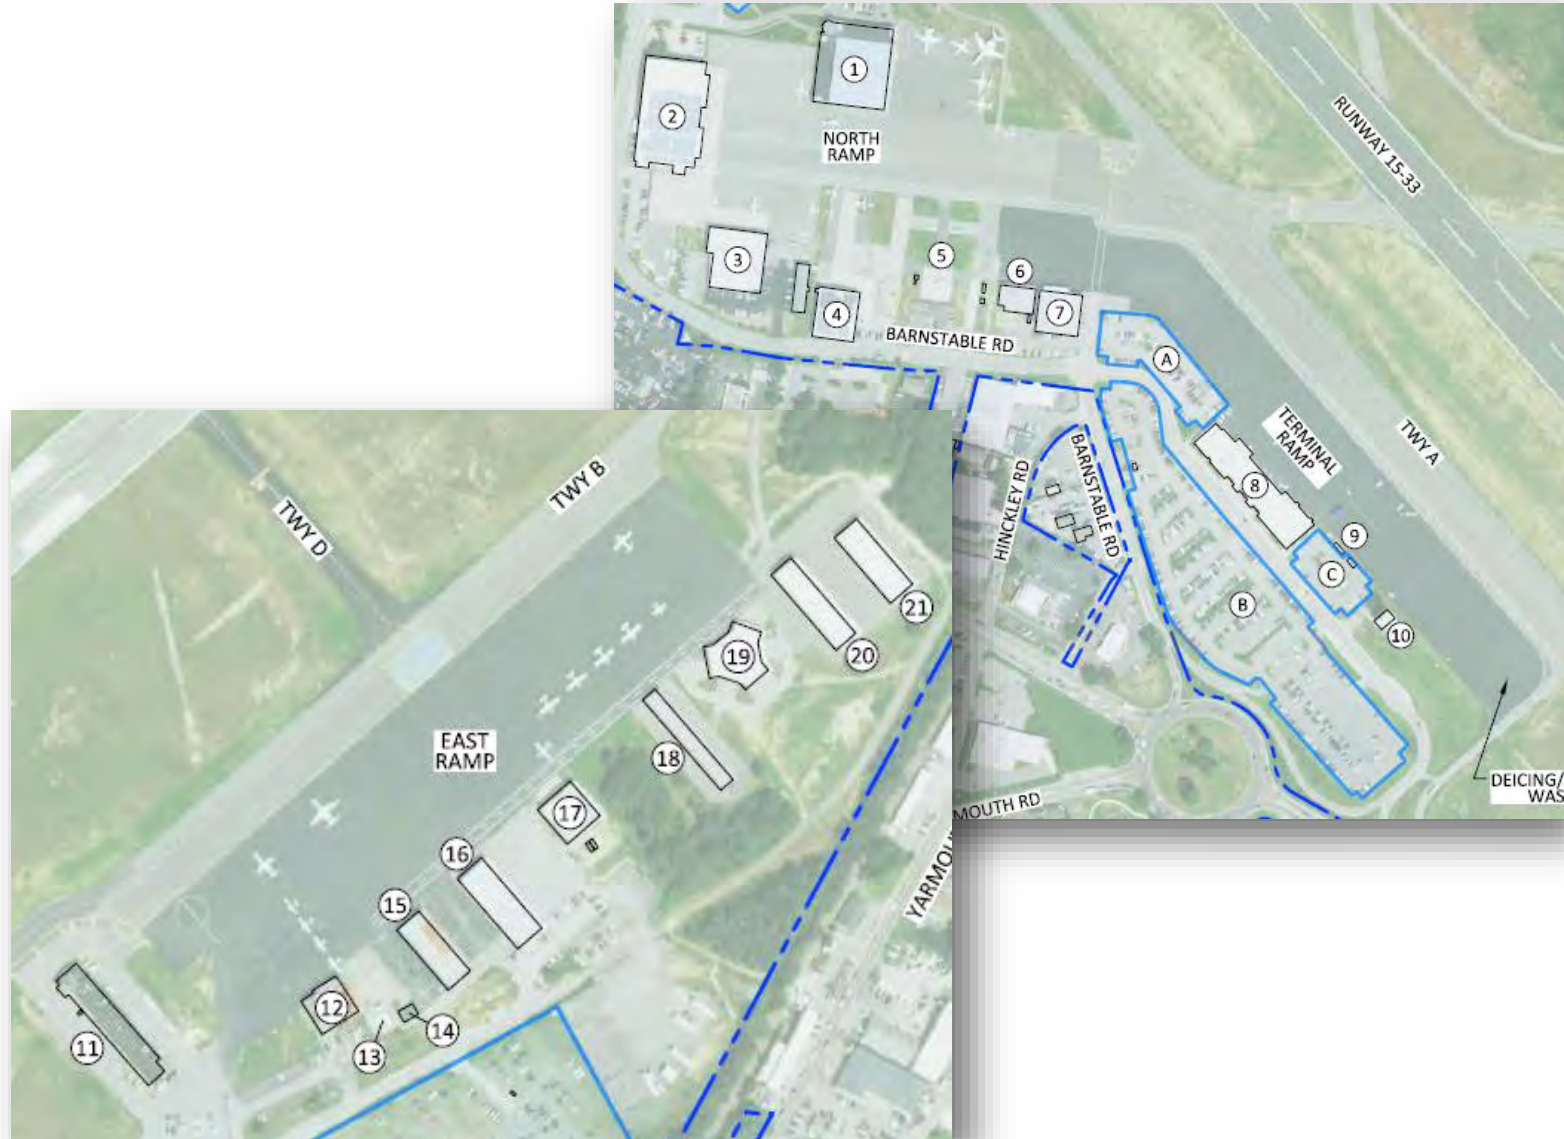 1
2
NORTH
RAMP
RUNWAY 15-33
3
5
6
4
7
BARNSTABLE RD
A
TERMINAL
RAMP
TWY A
8
HINCKLEY RD
BARNSTABLE RD
9
C
B
10
DEICING/
WAS
MOUTH RD
TWY B
TWY D
21
20
19
EAST
RAMP
18
17
16
15
YARMOU
12
14
13
11